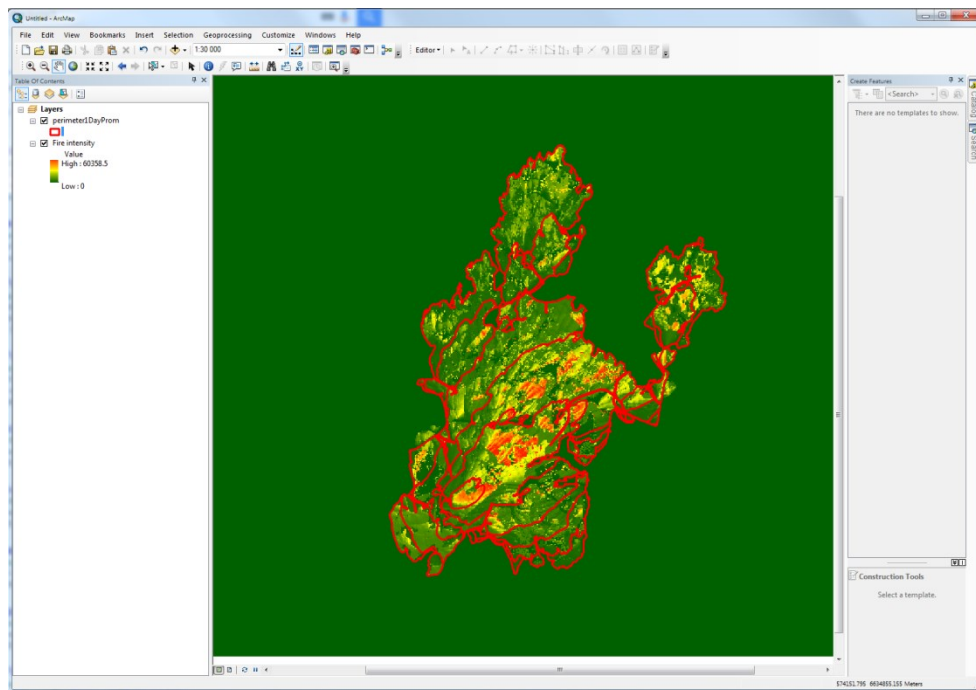 Untitled - ArcMap
File Edit View Bookmarks Insert Selection Geoprocessing Customize Windows Help
1:30 000
Editor
Table Of Contents
Layers
perimeter1DayProm
Fire intensity
Value
High : 60358.5
Low : 0
Create Features
<Search>
There are no templates to show.
Catalog
Search
Construction Tools
Select a template.
574151.795 6634855.155 Meters